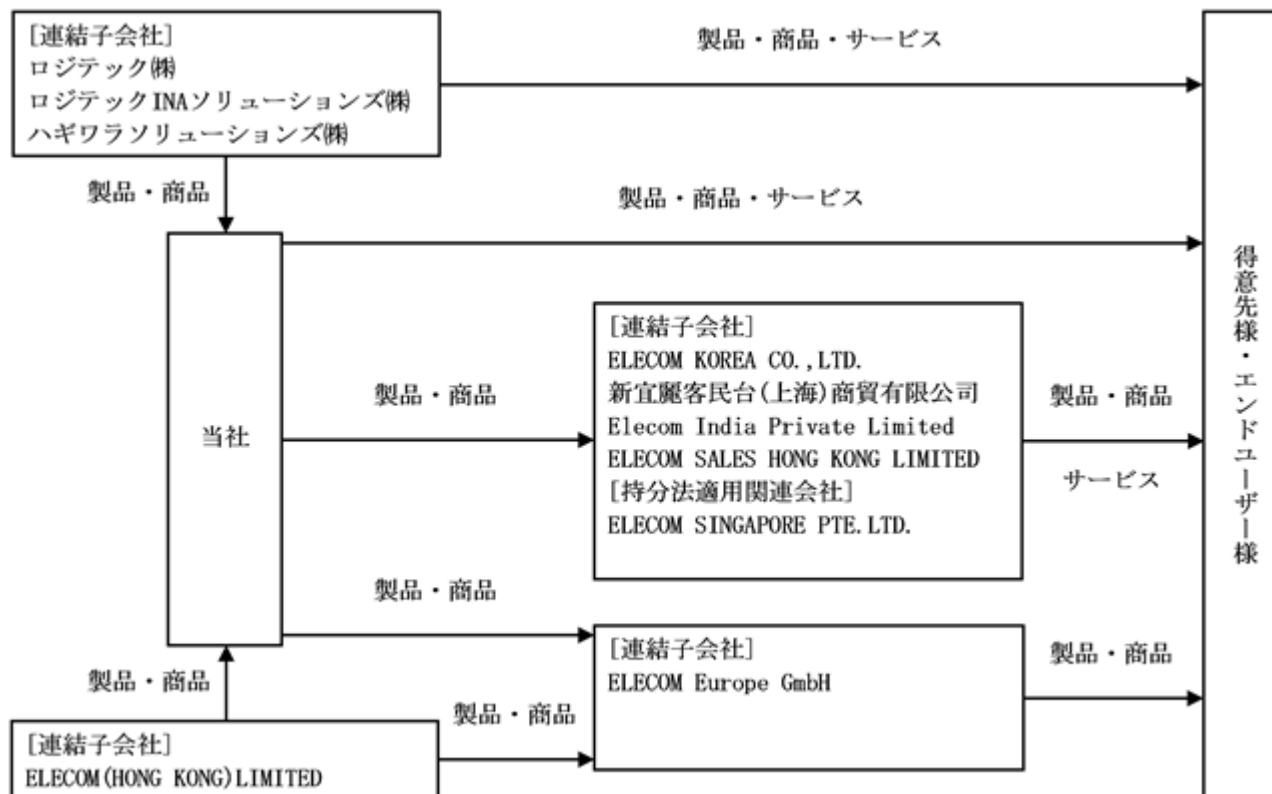 [連結子会社]
ロジテック㈱
ロジテックINAソリューションズ㈱
ハギワラソリューションズ㈱
製品・商品・サービス
製品・商品
製品・商品・サービス
当社
製品・商品
[連結子会社]
ELECOM KOREA CO.,LTD.
新宜麗客民台(上海)商貿有限公司
Elecom India Private Limited
ELECOM SALES HONG KONG LIMITED
[持分法適用関連会社]
ELECOM SINGAPORE PTE.LTD.
製品・商品
サービス
得意先様・エンドユーザー様
製品・商品
[連結子会社]
ELECOM Europe GmbH
製品・商品
製品・商品
製品・商品
[連結子会社]
ELECOM(HONG KONG)LIMITED